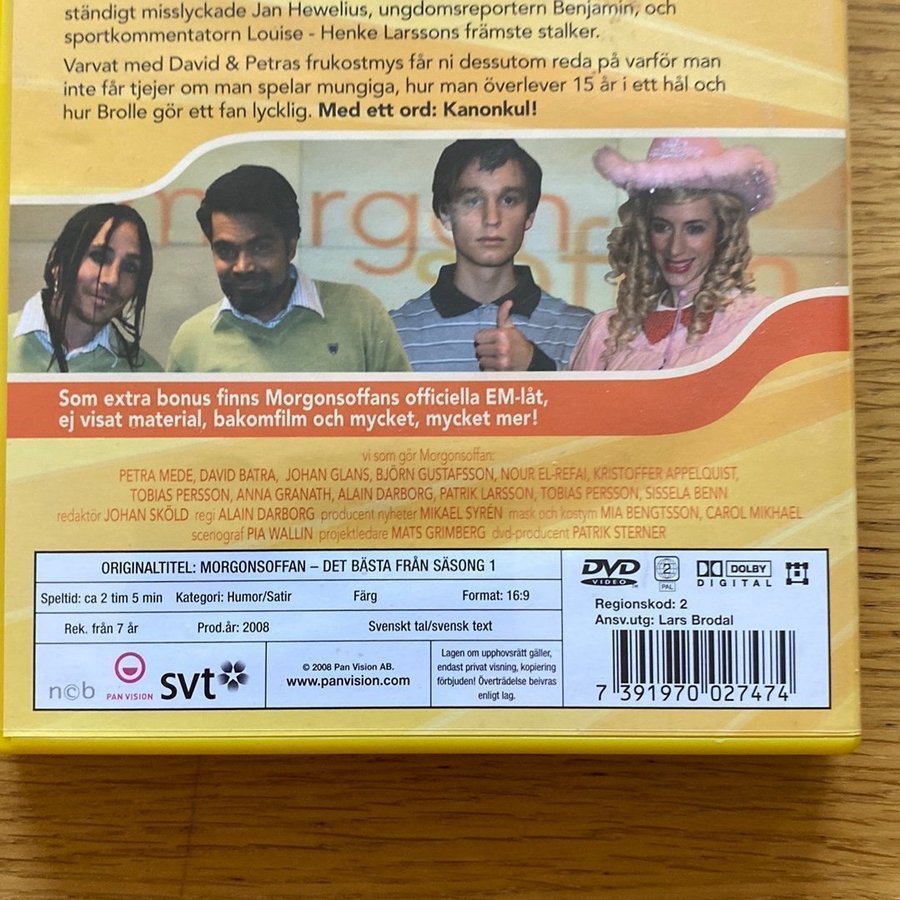 ständigt misslyckade Jan Hewelius, ungdomsreportern Benjamin, och
sportkommentatorn Louise - Henke Larssons främste stalker.
Varvat med David & Petras frukostmys får ni dessutom reda på varför man
inte får tjejer om man spelar mungiga, hur man överlever 15 år i ett hål och
hur Brolle gör ett fan lycklig. Med ett ord: Kanonkul!
morgon
soffan
Som extra bonus finns Morgonsoffans officiella EM-låt,
ej visat material, bakomfilm och mycket, mycket mer!
vi som gör Morgonsoffan:
PETRA MEDE, DAVID BATRA, JOHAN GLANS, BJÖRN GUSTAFSSON, NOUR EL-REFAI, KRISTOFFER APPELQUIST,
TOBIAS PERSSON, ANNA GRANATH, ALAIN DARBORG, PATRIK LARSSON, TOBIAS PERSSON, SISSELA BENN
redaktör JOHAN SKÖLD regi ALAIN DARBORG producent nyheter MIKAEL SYRÉN mask och kostym MIA BENGTSSON, CAROL MIKHAEL
scenograf PIA WALLIN projektledare MATS GRIMBERG dvd-producent PATRIK STERNER
ORIGINALTITEL: MORGONSOFFAN – DET BÄSTA FRÅN SÄSONG 1
Speltid: ca 2 tim 5 min Kategori: Humor/Satir Färg Format: 16:9
Rek. från 7 år Prod.år: 2008 Svenskt tal/svensk text
ncb PAN VISION svt
© 2008 Pan Vision AB.
www.panvision.com
Lagen om upphovsrätt gäller,
endast privat visning, kopiering
förbjuden! Överträdelse beivras
enligt lag.
DVD VIDEO 2 PAL DOLBY DIGITAL
Regionskod: 2
Ansv.utg: Lars Brodal
7 391970 027474